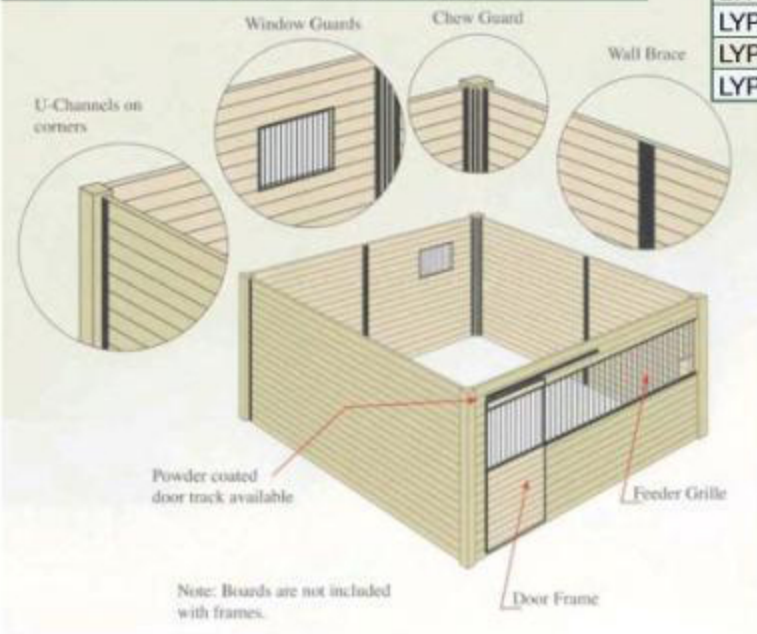 Window Guards
Chew Guard
LYP
LYP
LYP
Wall Brace
U-Channels on
corners
Powder coated
door track available
Feeder Grille
Note: Boards are not included
with frames.
Door Frame